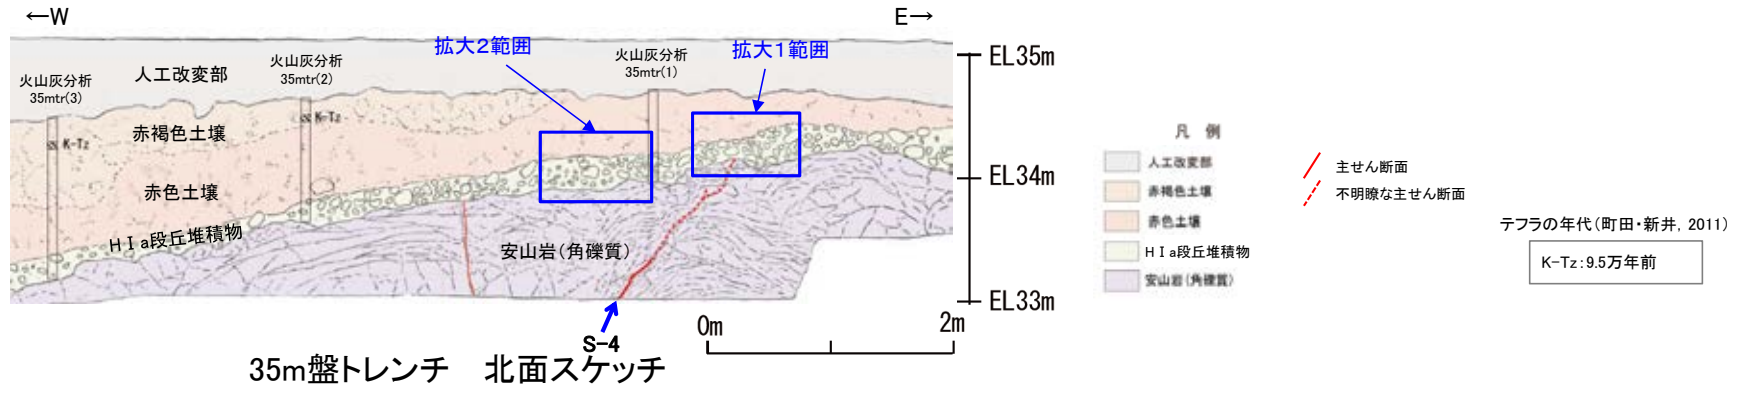 ←W
E→
拡大2範囲
拡大1範囲
火山灰分析
35mtr(3)
人工改変部
火山灰分析
35mtr(2)
火山灰分析
35mtr(1)
EL35m
K-Tz
K-Tz
赤褐色土壌
赤色土壌
HⅠa段丘堆積物
安山岩(角礫質)
EL34m
EL33m
S-4
0m
2m
35m盤トレンチ 北面スケッチ
凡 例
人工改変部
赤褐色土壌
赤色土壌
HⅠa段丘堆積物
安山岩(角礫質)
主せん断面
不明瞭な主せん断面
テフラの年代(町田・新井, 2011)
K-Tz:9.5万年前